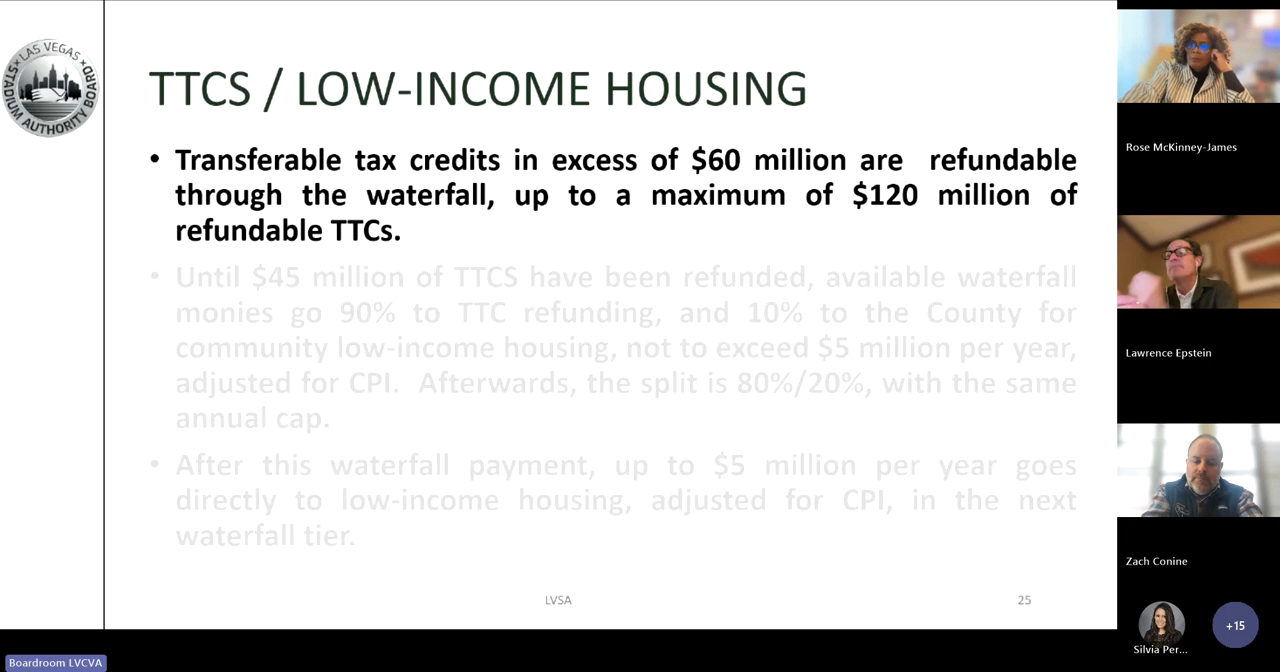 LAS VEGAS
STADIUM AUTHORITY BOARD
TTCS / LOW-INCOME HOUSING
• Transferable tax credits in excess of $60 million are refundable
through the waterfall, up to a maximum of $120 million of
refundable TTCs.
• Until $45 million of TTCS have been refunded, available waterfall
monies go 90% to TTC refunding, and 10% to the County for
community low-income housing, not to exceed $5 million per year,
adjusted for CPI. Afterwards, the split is 80%/20%, with the same
annual cap.
• After this waterfall payment, up to $5 million per year goes
directly to low-income housing, adjusted for CPI, in the next
waterfall tier.
LVSA
25
Rose McKinney-James
Lawrence Epstein
Zach Conine
Silvia Per...
+15
Boardroom LVCVA